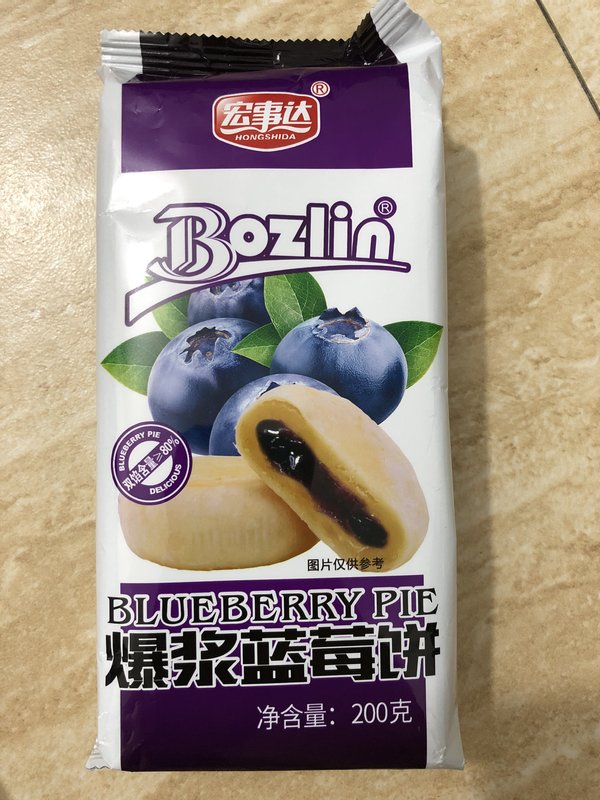 宏事达®
HONGSHIDA
Bozlin®
BLUEBERRY PIE
双馅含量≥80%
DELICIOUS
图片仅供参考
BLUEBERRY PIE
爆浆蓝莓饼
净含量：200克